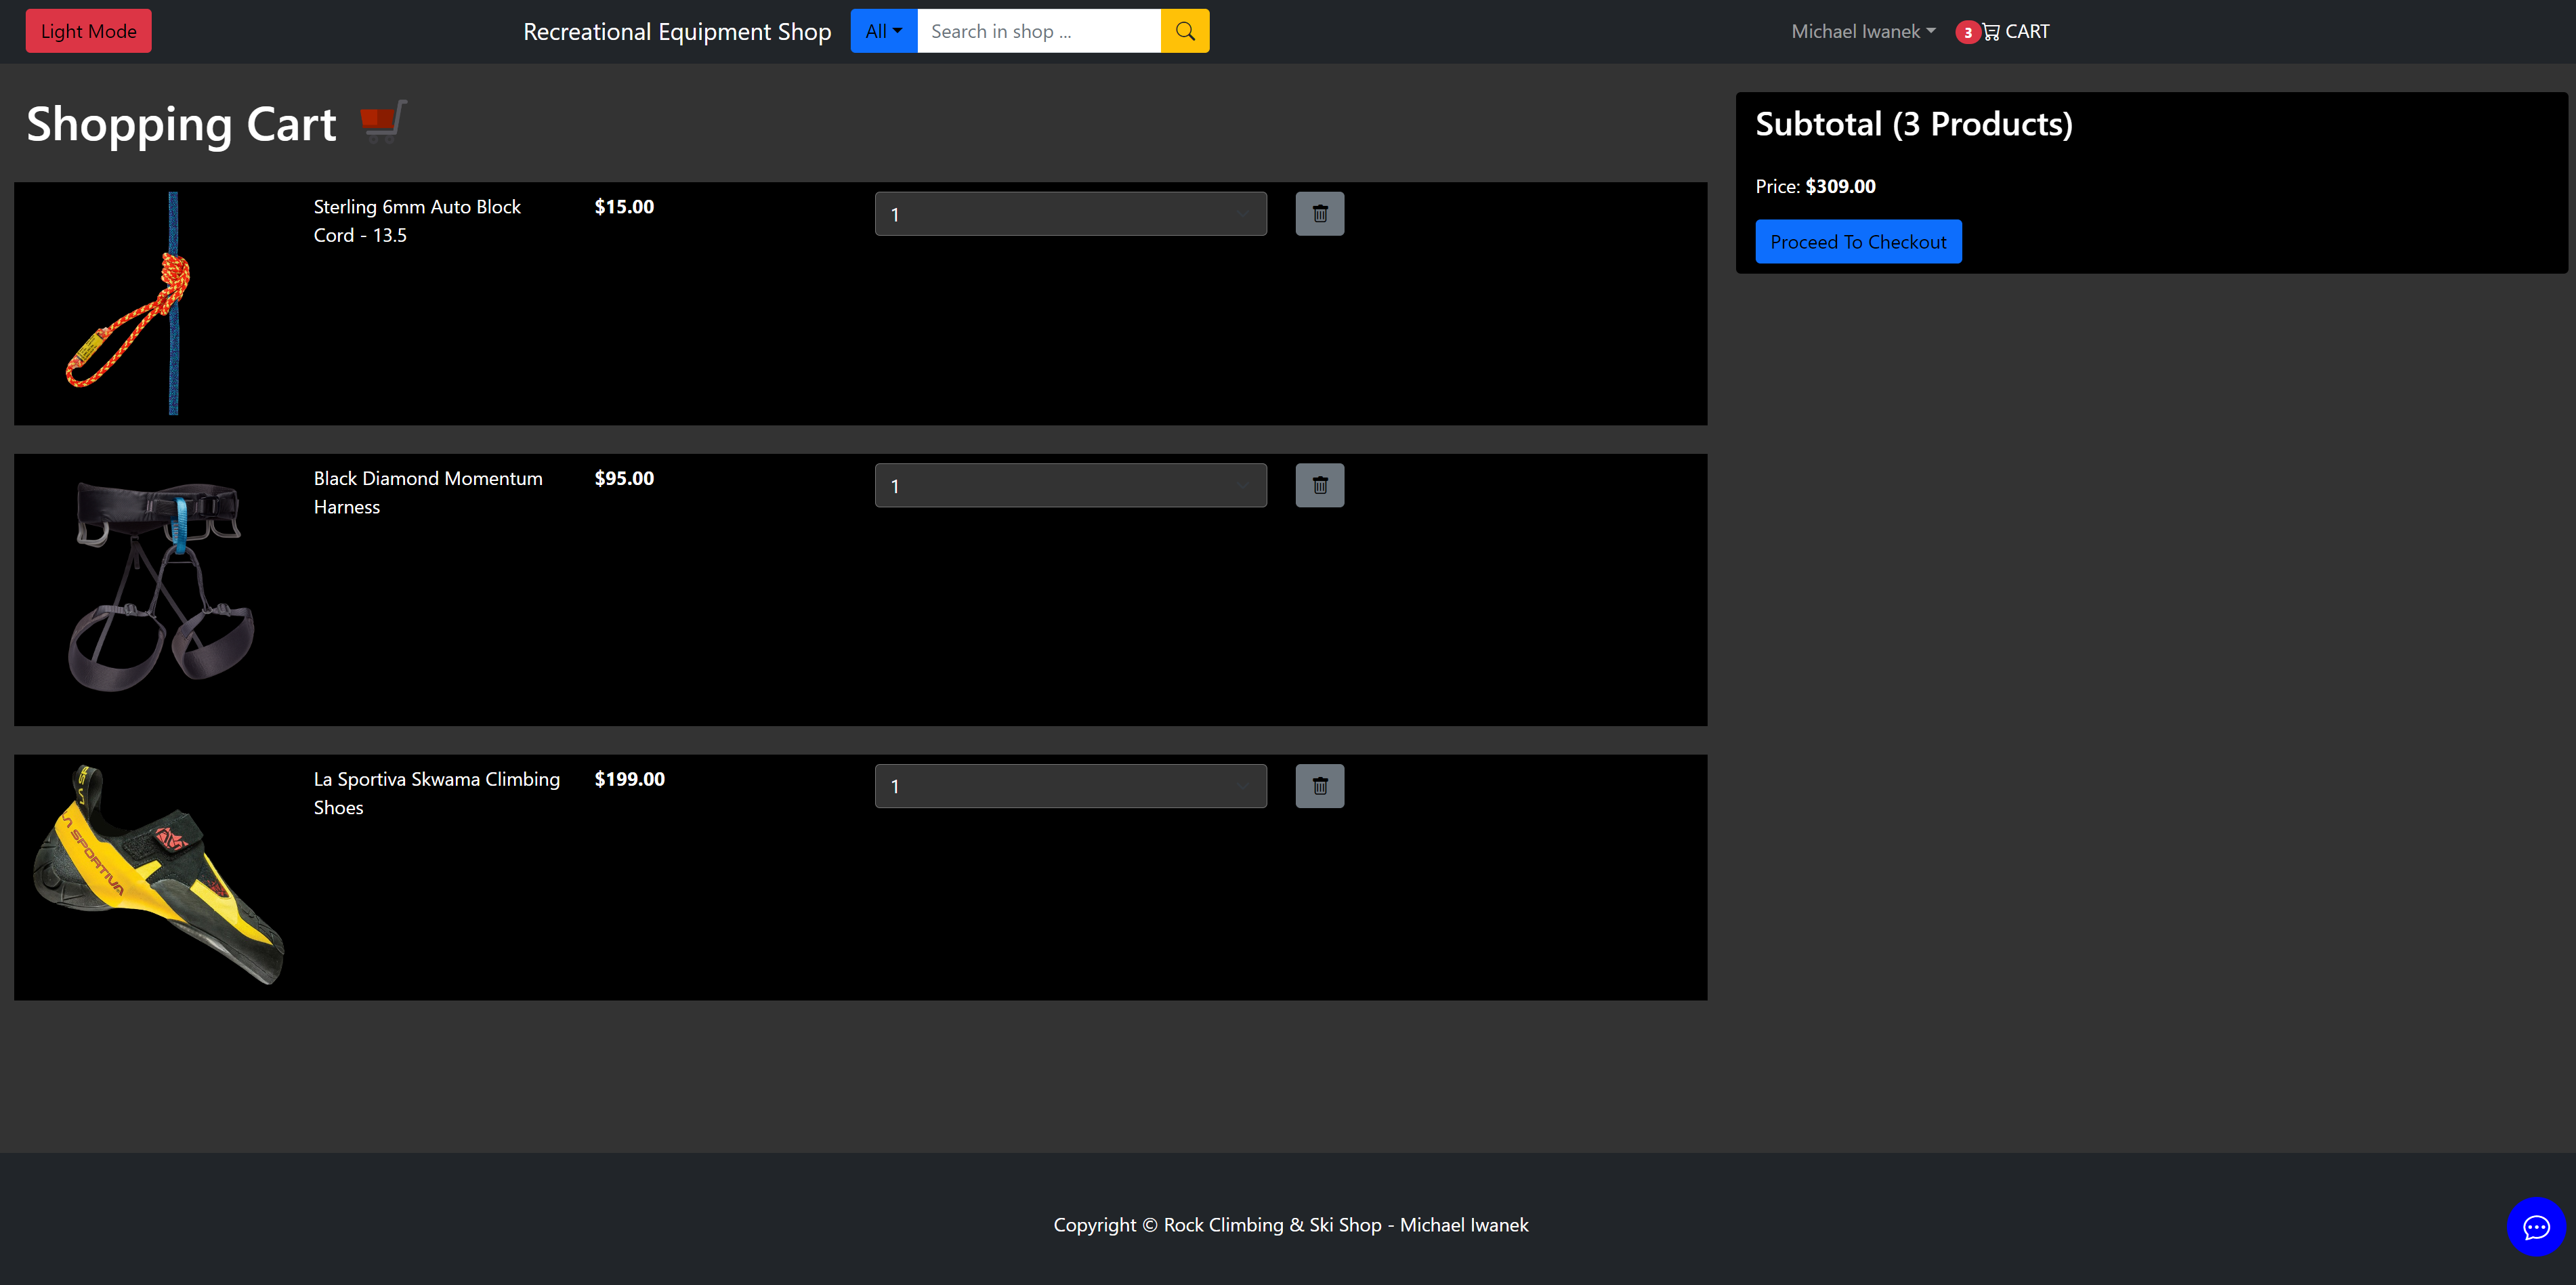 Light Mode
Recreational Equipment Shop
All
Search in shop ...
Michael Iwanek
3
CART
Shopping Cart
Subtotal (3 Products)
Price: $309.00
Proceed To Checkout
Sterling 6mm Auto Block
Cord - 13.5
$15.00
1
Black Diamond Momentum
Harness
$95.00
1
La Sportiva Skwama Climbing
Shoes
$199.00
1
LA SPORTIVA
Copyright © Rock Climbing & Ski Shop - Michael Iwanek